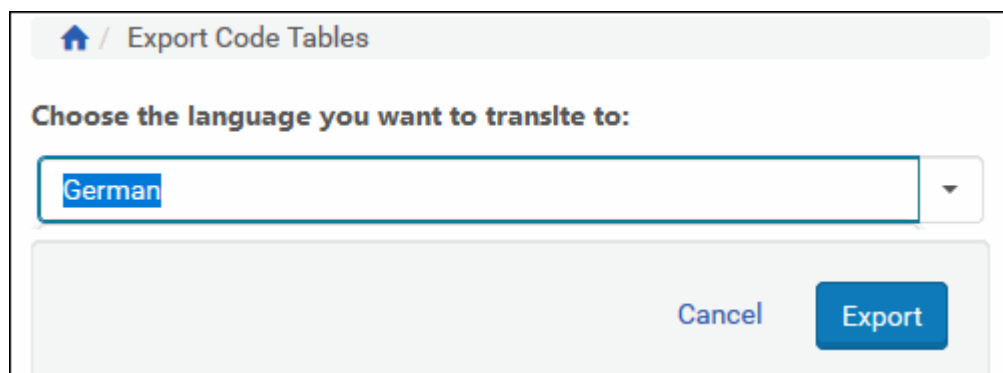 / Export Code Tables
Choose the language you want to translte to:
German
Cancel Export